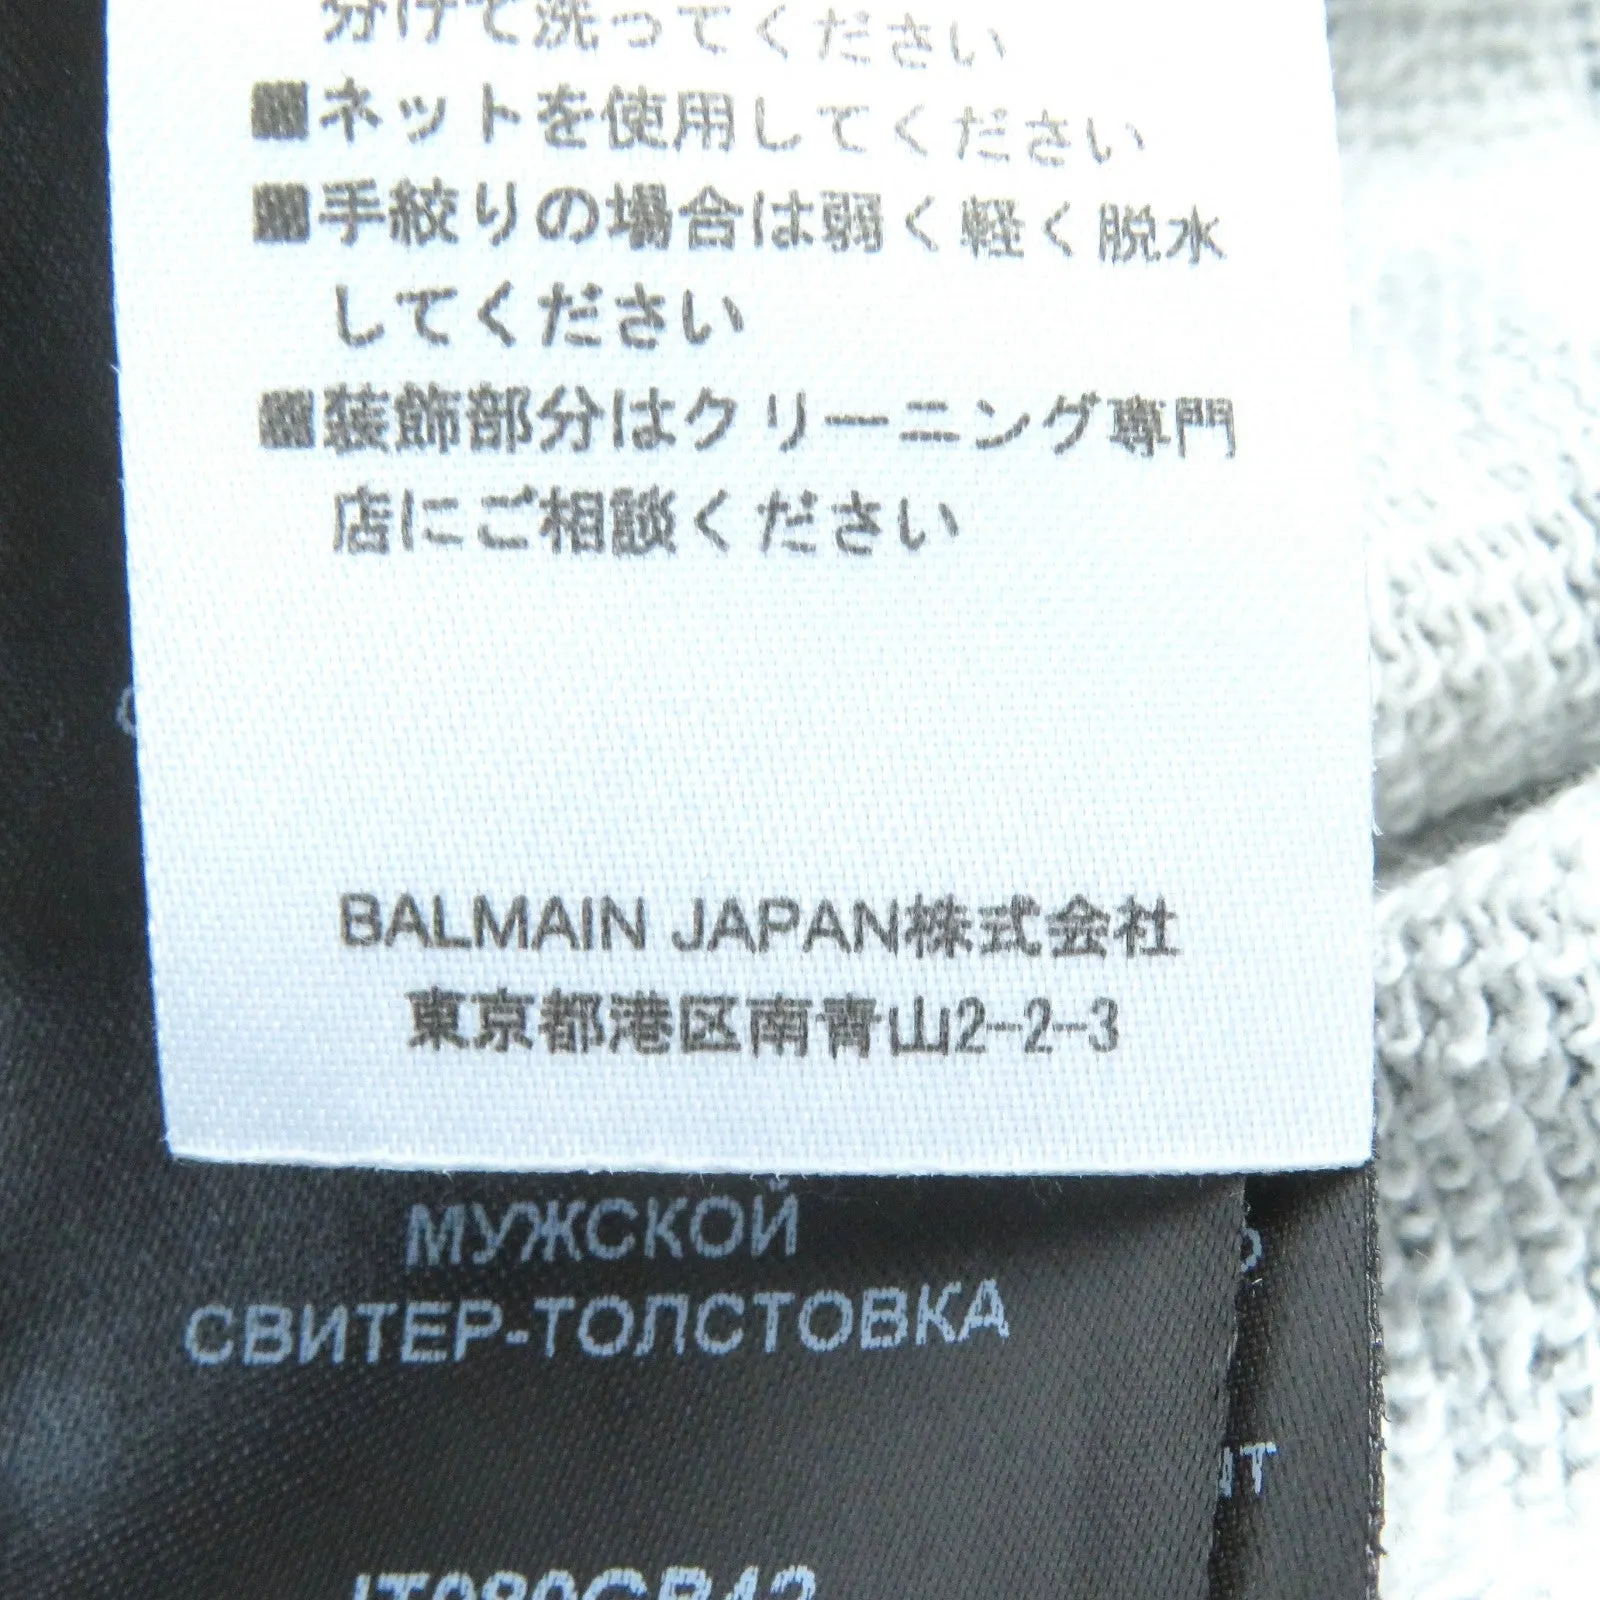 分けて洗ってください
■ネットを使用してください
■手絞りの場合は弱く軽く脱水
してください
■装飾部分はクリーニング専門
店にご相談ください
BALMAIN JAPAN株式会社
東京都港区南青山2-2-3
МУЖСКОЙ
СВИТЕР-ТОЛСТОВКА